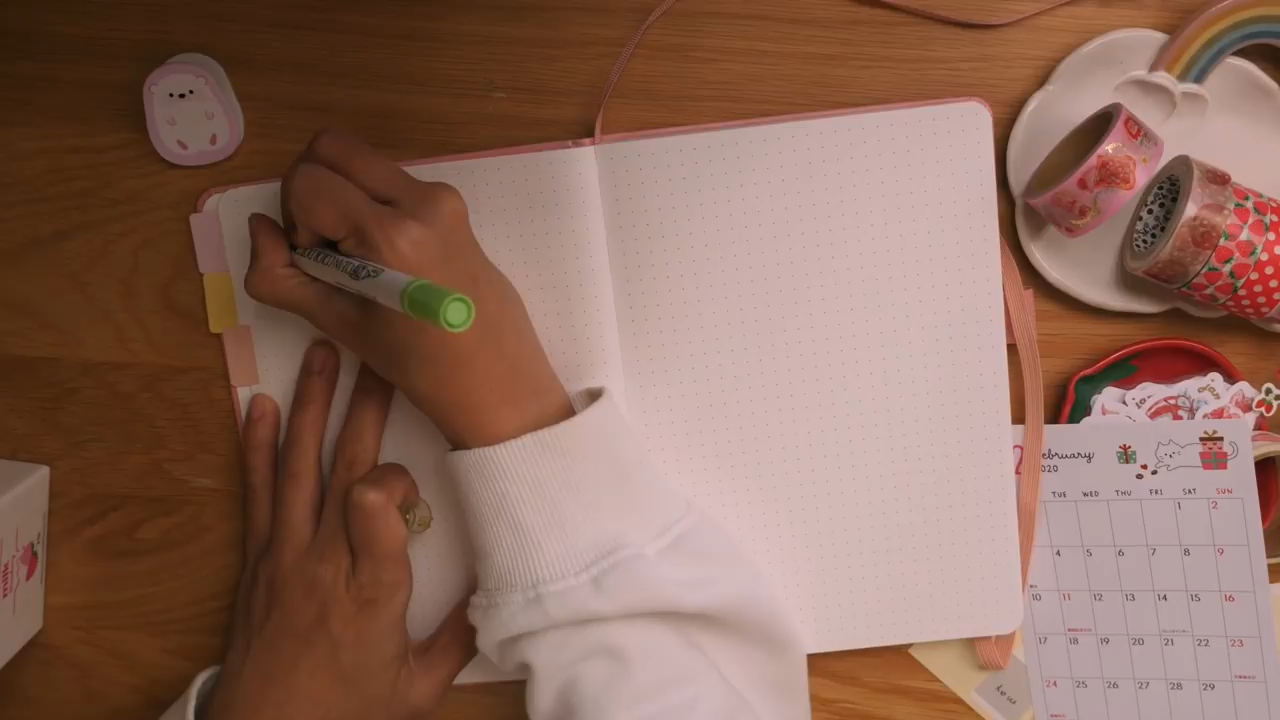 february
2020
TUE WED THU FRI SAT SUN
1 2
4 5 6 7 8 9
10 11 12 13 14 15 16
17 18 19 20 21 22 23
24 25 26 27 28 29
milk